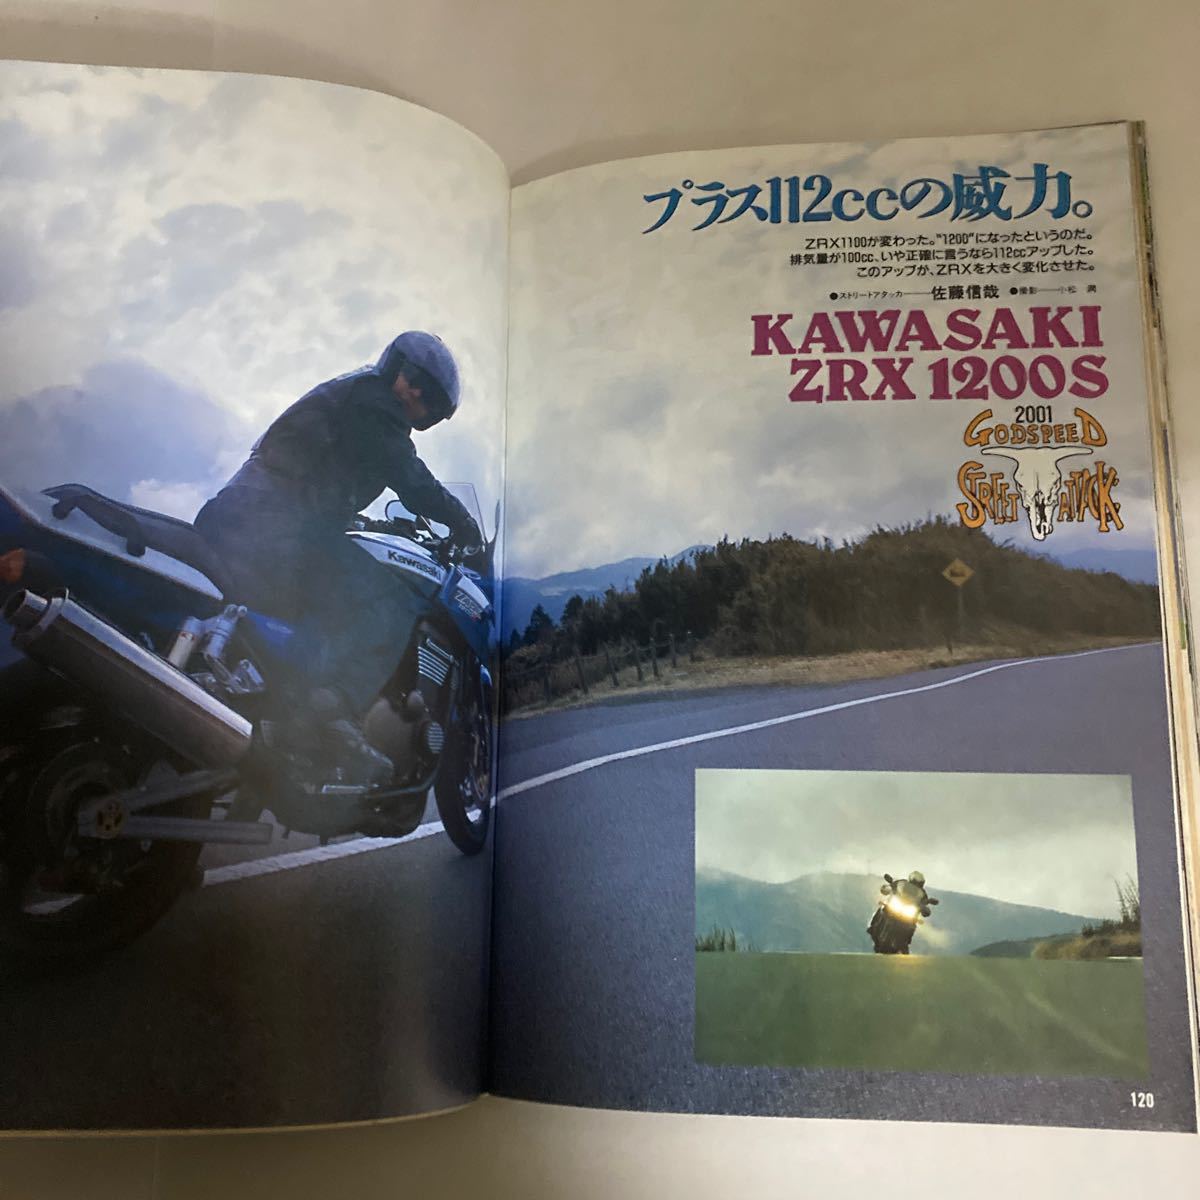 プラス112ccの威力。
ZRX1100が変わった。"1200"になったというのだ。
排気量が100cc、いや正確に言うなら112ccアップした。
このアップが、ZRXを大きく変化させた。
●ストリートアタッカー――佐藤信哉 ●撮影――小松 潤
KAWASAKI
ZRX 1200S
2001
GODSPEED
STREET ATTACK
Kawasaki
120